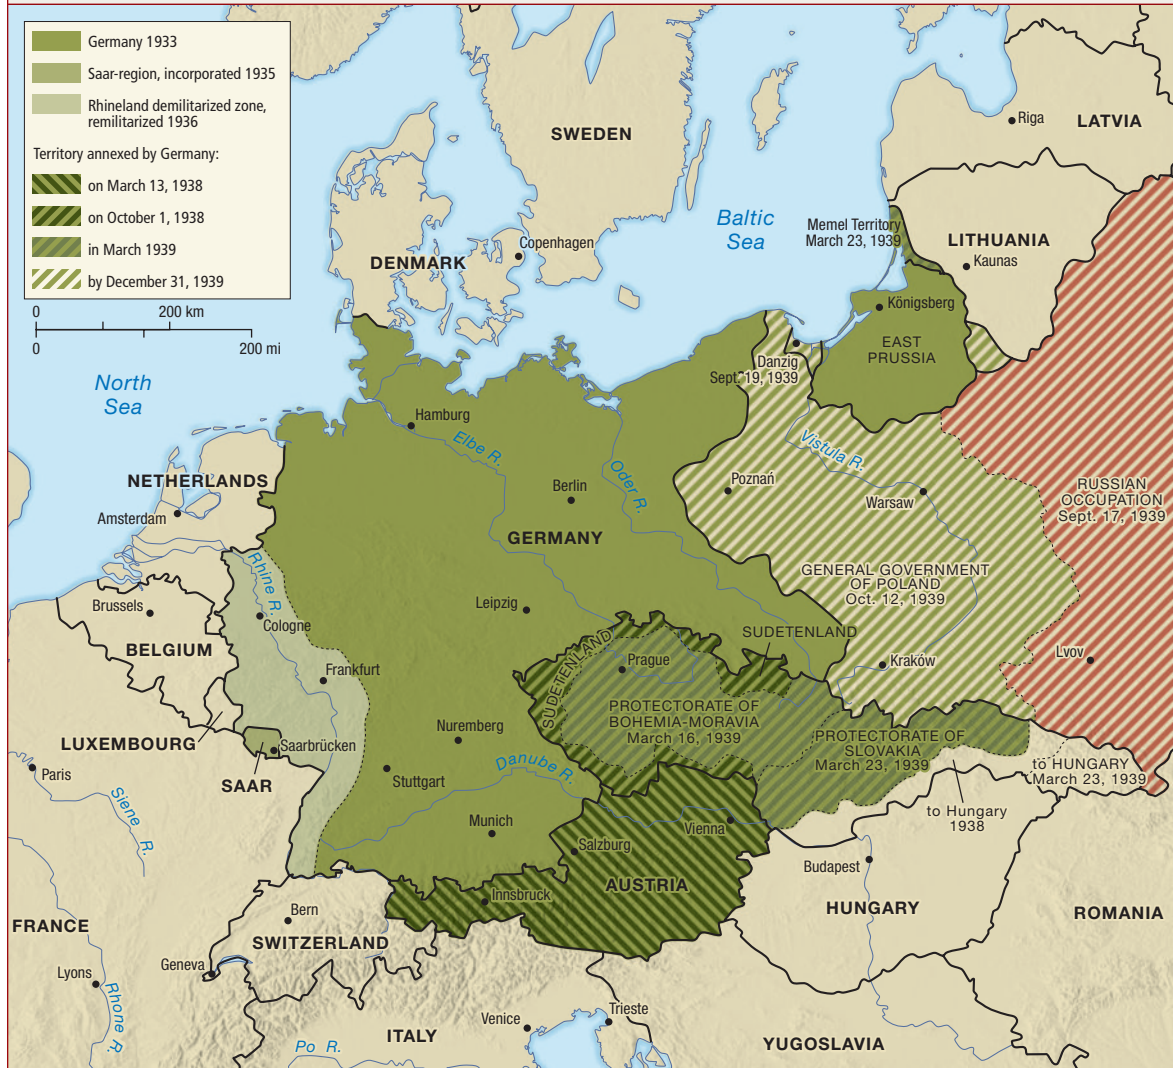 Germany 1933
Saar-region, incorporated 1935
Rhineland demilitarized zone,
remilitarized 1936
Territory annexed by Germany:
on March 13, 1938
on October 1, 1938
in March 1939
by December 31, 1939
0
200 km
0
200 mi
SWEDEN
Riga
LATVIA
Baltic
Sea
Memel Territory
March 23, 1939
LITHUANIA
Kaunas
Copenhagen
DENMARK
Königsberg
EAST
PRUSSIA
North
Sea
Danzig
Sept. 19, 1939
Hamburg
Elbe R.
Oder R.
Vistula R.
NETHERLANDS
Amsterdam
Berlin
Poznań
Warsaw
RUSSIAN
OCCUPATION
Sept. 17, 1939
GERMANY
Rhine R.
GENERAL GOVERNMENT
OF POLAND
Oct. 12, 1939
Brussels
Leipzig
Cologne
BELGIUM
SUDETENLAND
SUDETENLAND
Prague
Kraków
Lvov
Frankfurt
PROTECTORATE OF
BOHEMIA-MORAVIA
March 16, 1939
Nuremberg
PROTECTORATE OF
SLOVAKIA
March 23, 1939
LUXEMBOURG
Saarbrücken
SAAR
Paris
Siene R.
Stuttgart
Danube R.
to HUNGARY
March 23, 1939
to Hungary
1938
Munich
Salzburg
Vienna
Budapest
AUSTRIA
Innsbruck
HUNGARY
ROMANIA
FRANCE
Bern
SWITZERLAND
Geneva
Lyons
Rhone R.
ITALY
Venice
Trieste
Po R.
YUGOSLAVIA